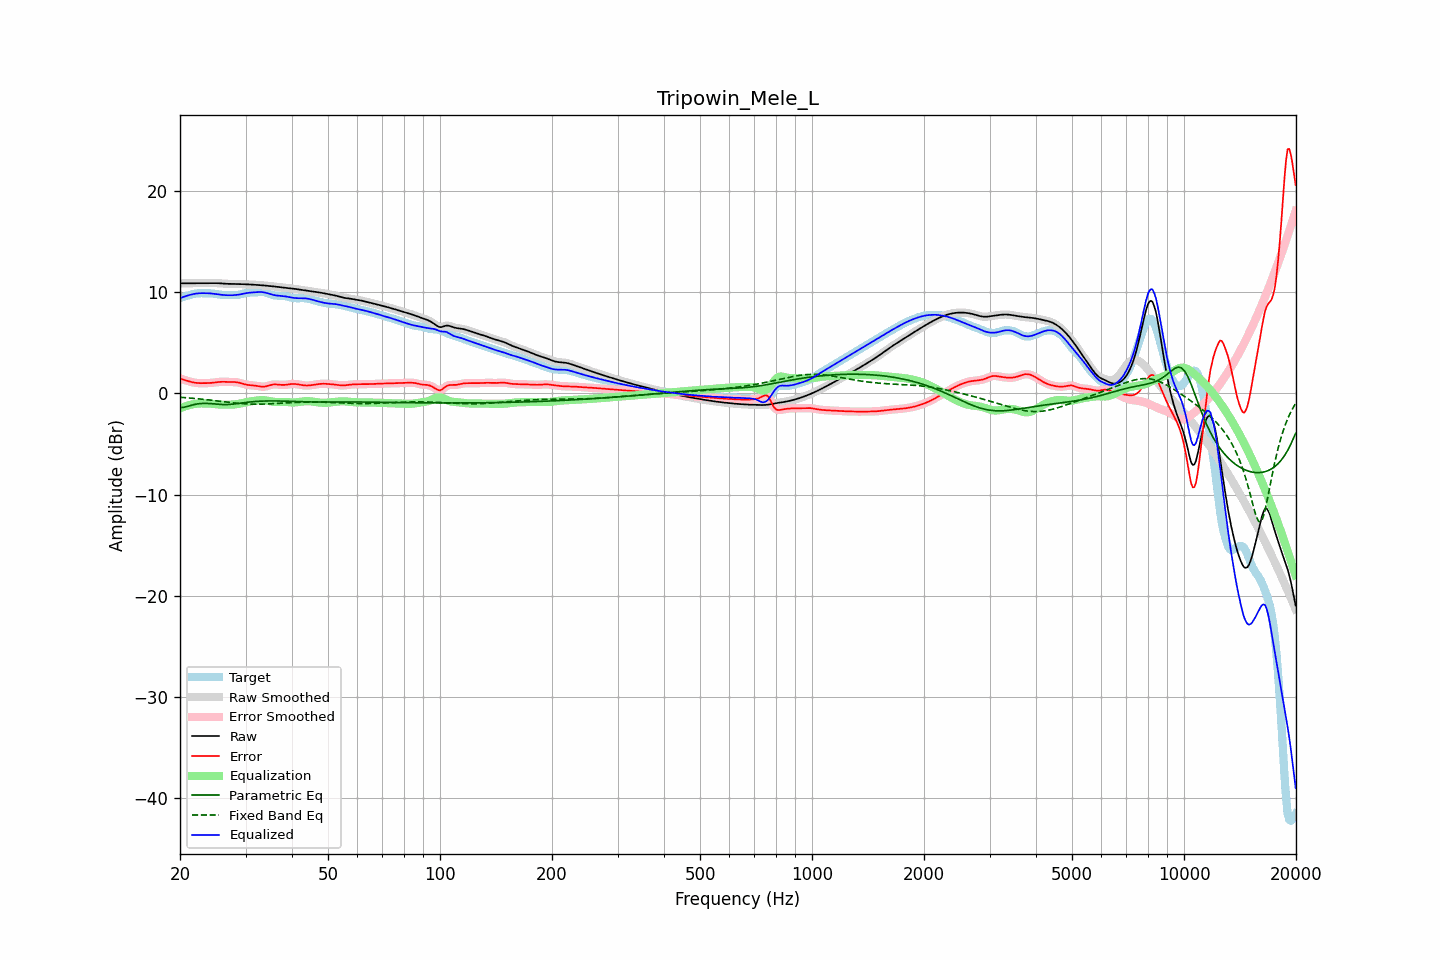 Tripowin_Mele_L
Amplitude (dBr)
20
10
0
−10
−20
−30
−40
Target
Raw Smoothed
Error Smoothed
Raw
Error
Equalization
Parametric Eq
Fixed Band Eq
Equalized
20
50
100
200
500
1000
2000
5000
10000
20000
Frequency (Hz)